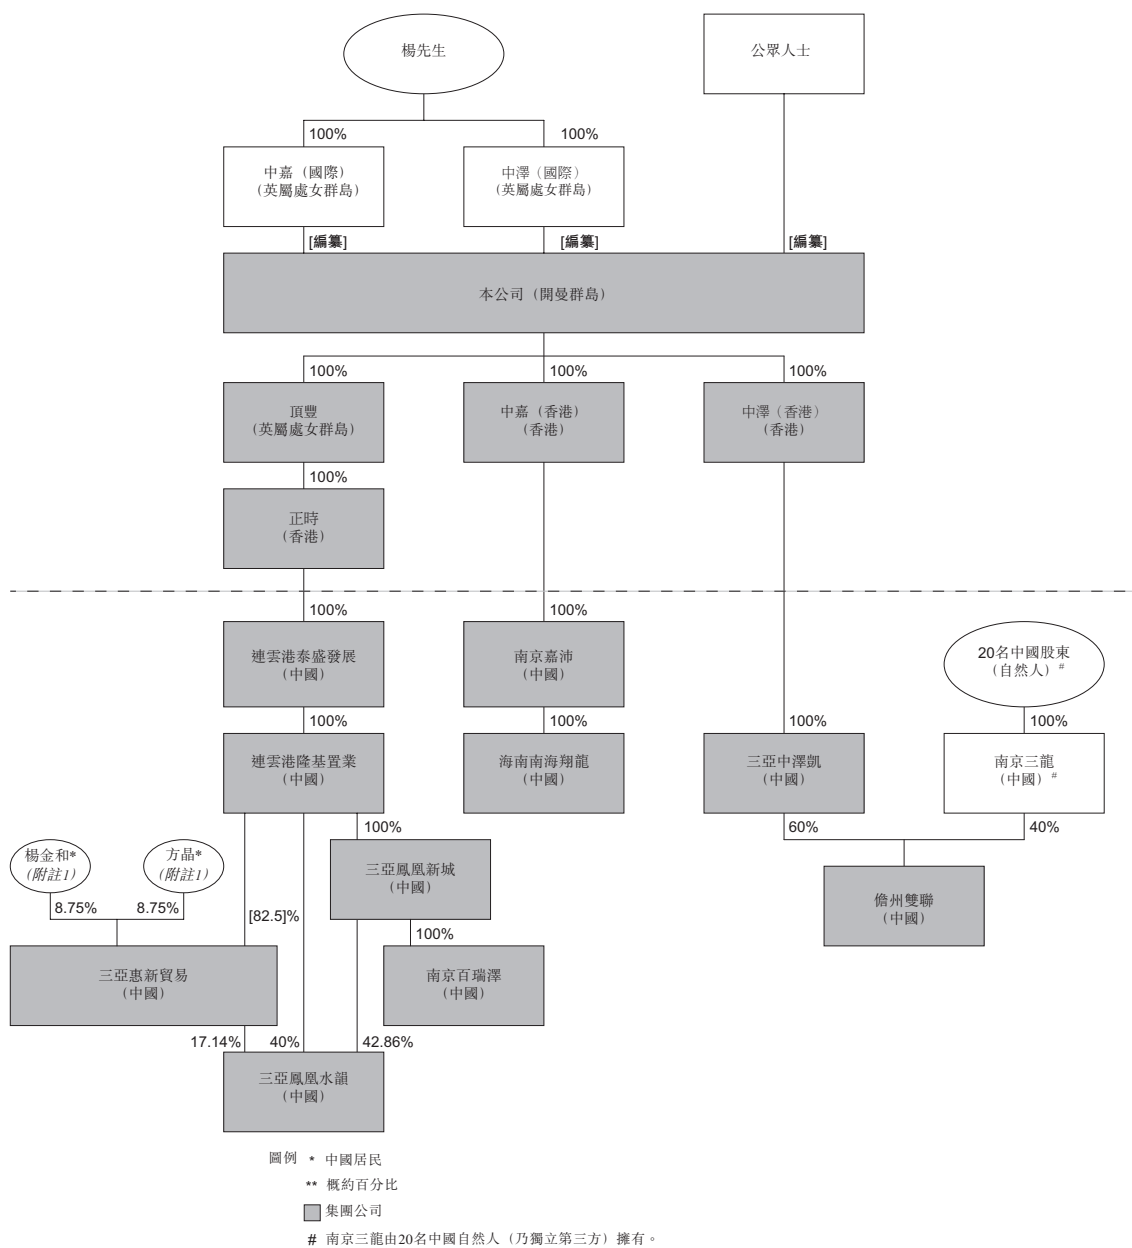 楊先生
公眾人士
100%
100%
中嘉（國際）
（英屬處女群島）
中澤（國際）
（英屬處女群島）
[編纂]
[編纂]
[編纂]
本公司（開曼群島）
100%
100%
100%
頂豐
（英屬處女群島）
中嘉（香港）
（香港）
中澤（香港）
（香港）
100%
正時
（香港）
100%
100%
連雲港泰盛發展
（中國）
南京嘉沛
（中國）
20名中國股東
（自然人）#
100%
100%
100%
100%
連雲港隆基置業
（中國）
海南南海翔龍
（中國）
三亞中澤凱
（中國）
南京三龍
（中國）#
100%
60%
40%
楊金和*
（附註1）
方晶*
（附註1）
三亞鳳凰新城
（中國）
儋州雙聯
（中國）
8.75%
8.75%
[82.5]%
100%
三亞惠新貿易
（中國）
南京百瑞澤
（中國）
17.14%
40%
42.86%
三亞鳳凰水韻
（中國）
圖例 * 中國居民
** 概約百分比
集團公司
# 南京三龍由20名中國自然人（乃獨立第三方）擁有。